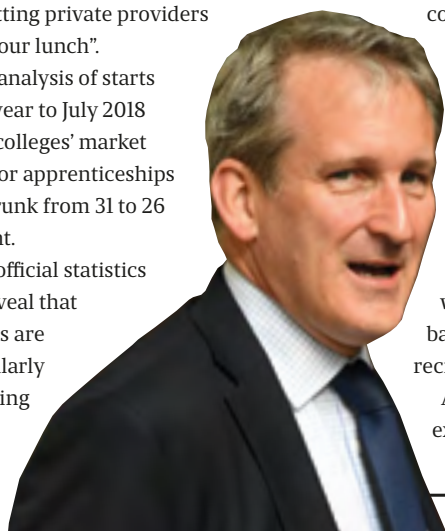 tting private providers
our lunch”.
analysis of starts
year to July 2018
colleges’ market
or apprenticeships
runk from 31 to 26
nt.
official statistics
veal that
s are
larly
ing
co
w
ba
rec
ex